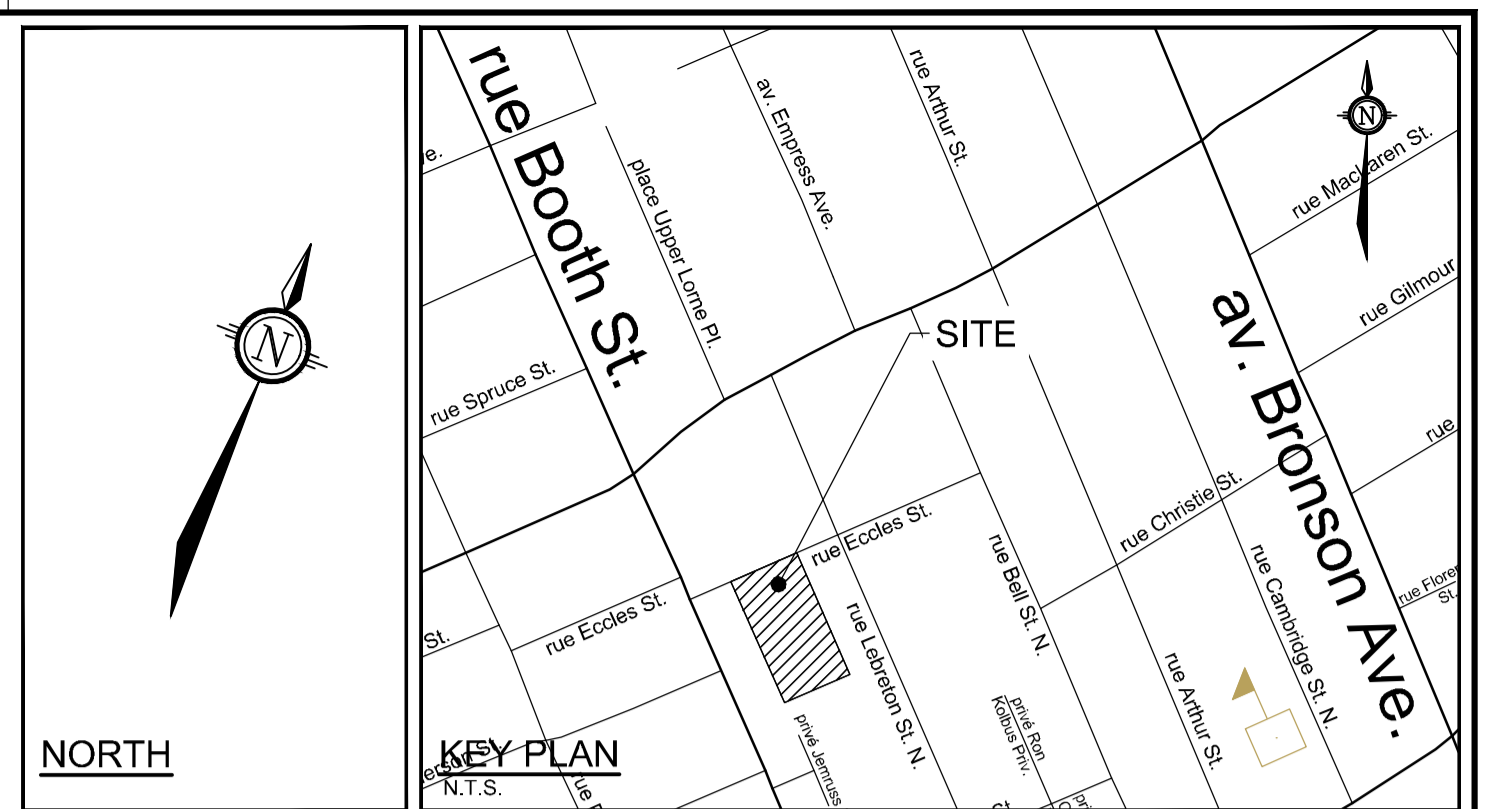 N
NORTH
rue Booth St.
place Upper Lorne Pl.
av. Empress Ave.
rue Arthur St.
N
rue MacLaren St.
rue Gilmour
av. Bronson Ave.
rue
SITE
rue Spruce St.
rue Eccles St.
rue Christie St.
rue Bell St. N.
rue Cambridge St. N.
St.
rue Eccles St.
rue Lebreton St. N.
rue Arthur St.
privé Ron
Kolbus Priv.
privé Jemruss
St.
KEY PLAN
N.T.S.